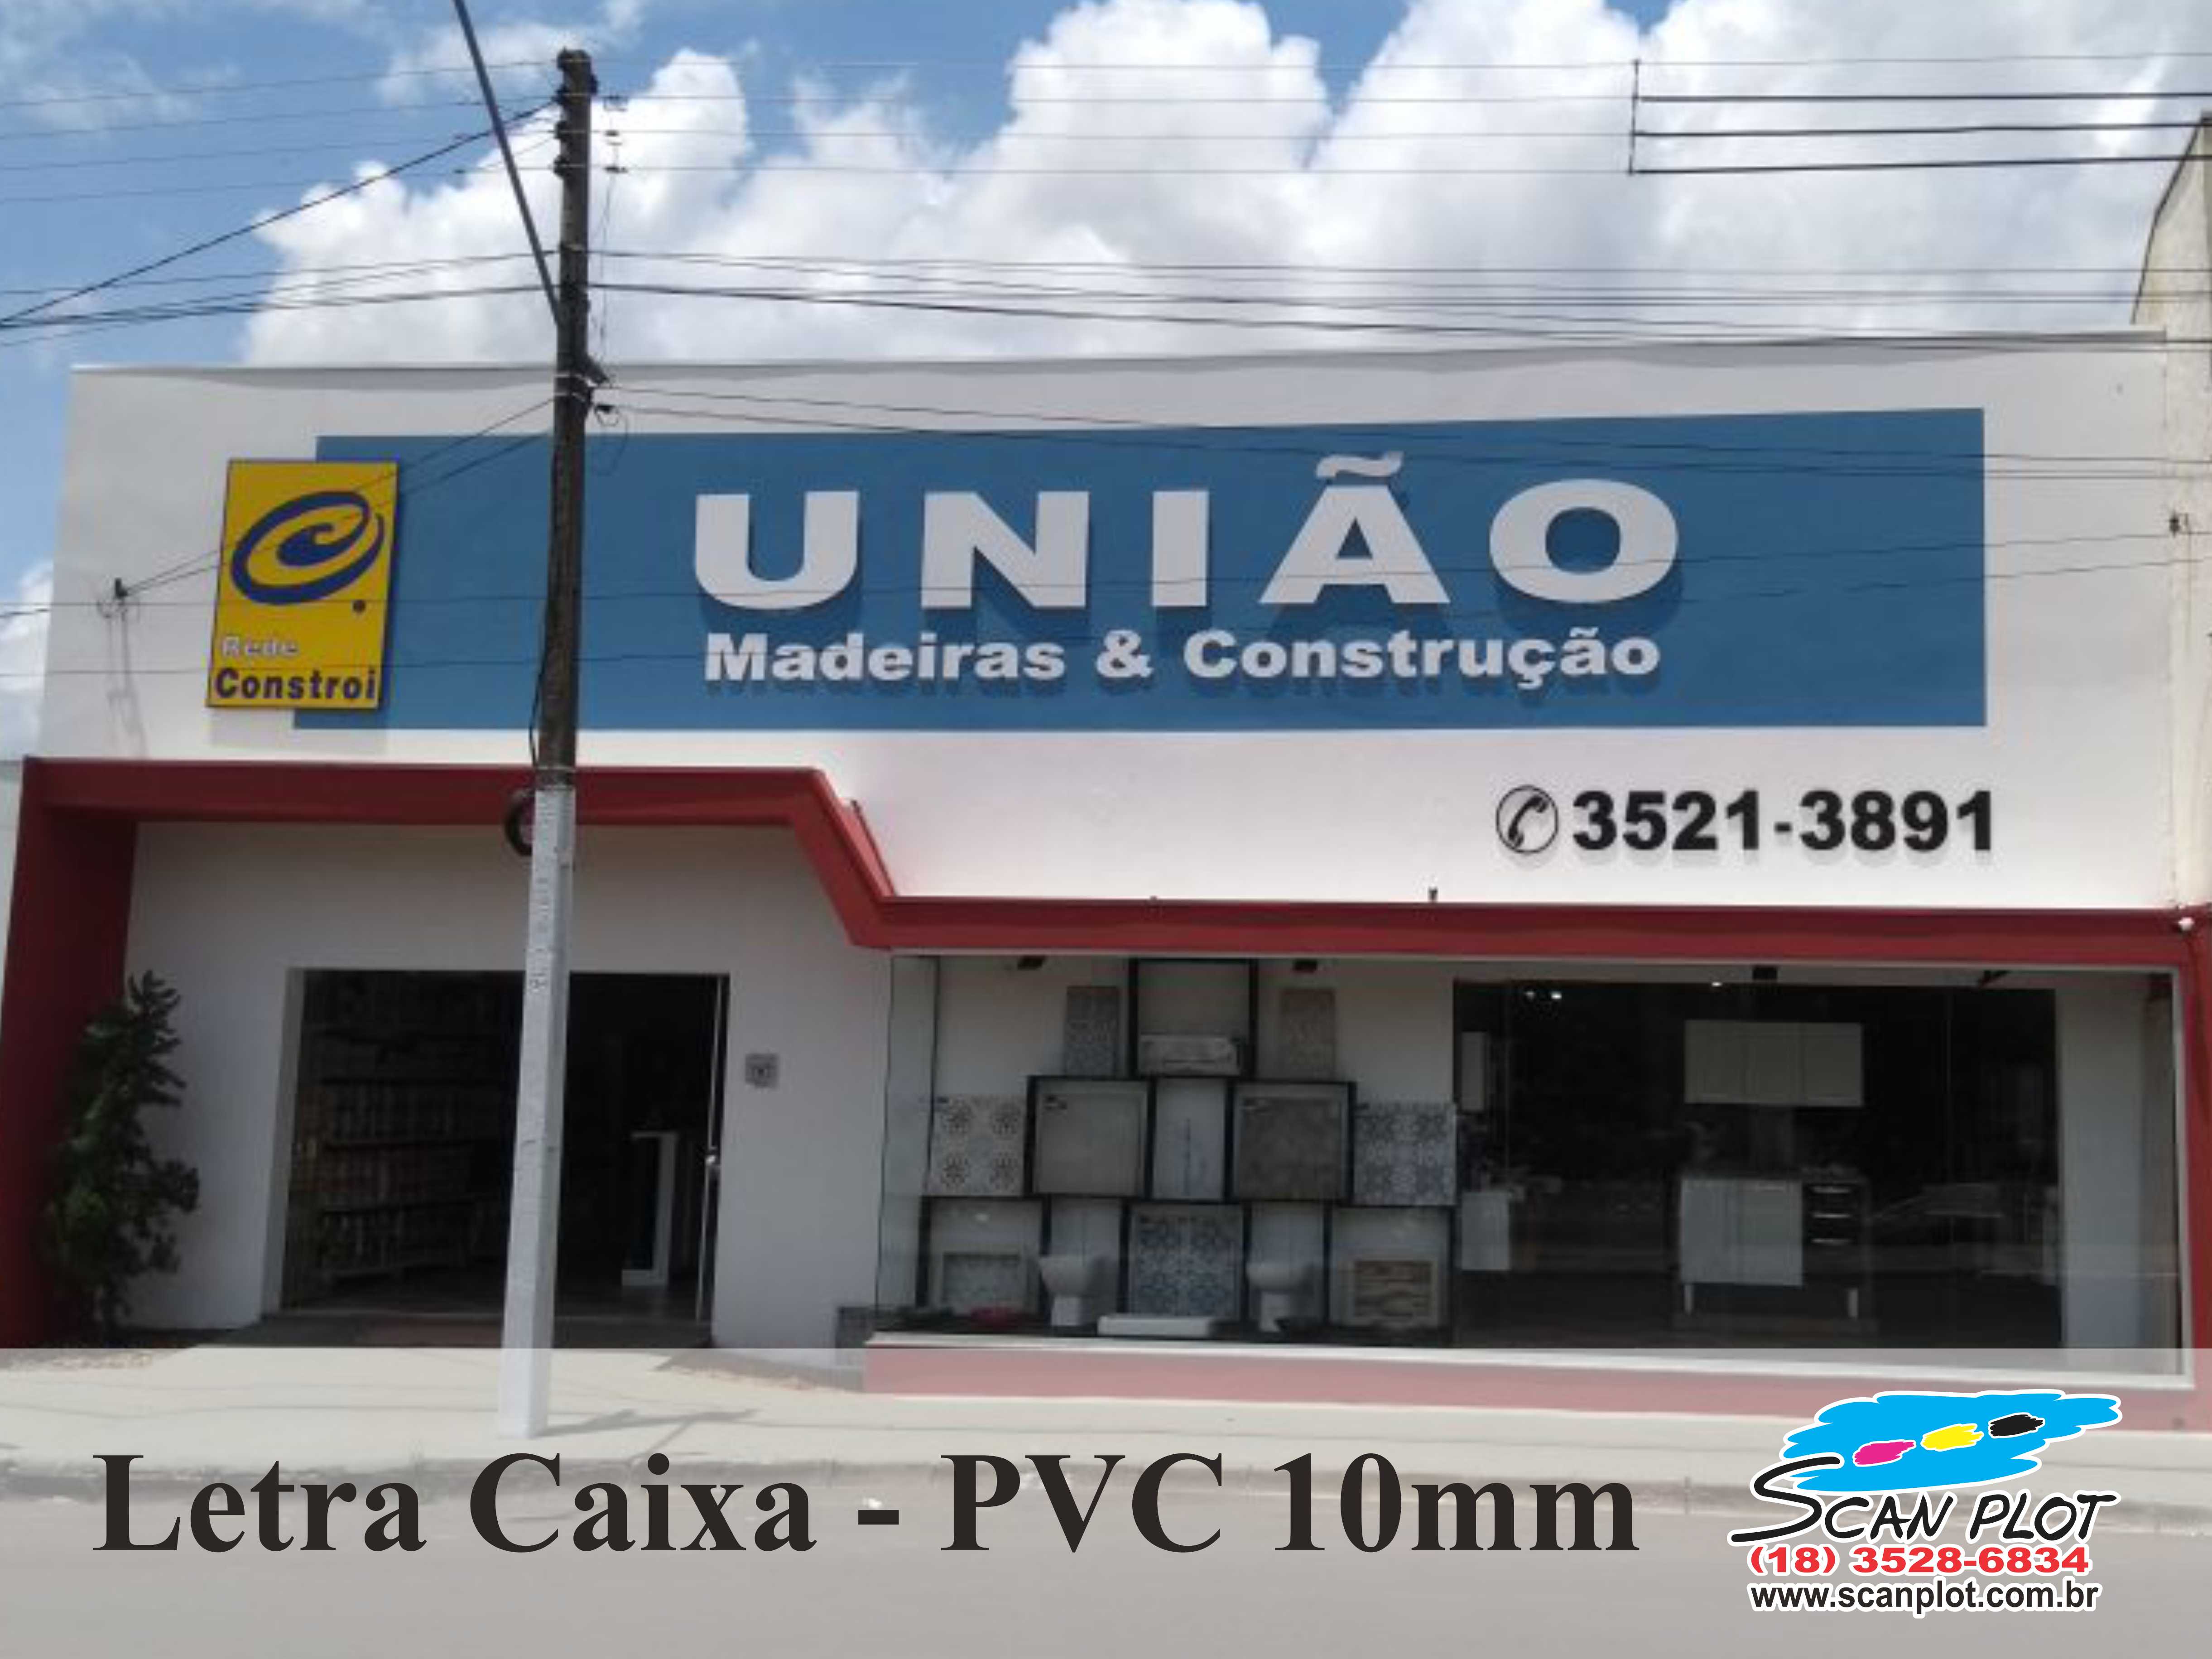 UNIÃO
Madeiras & Construção
Rede
Constroi
3521-3891
Letra Caixa - PVC 10mm
SCAN PLOT
(18) 3528-6834
www.scanplot.com.br